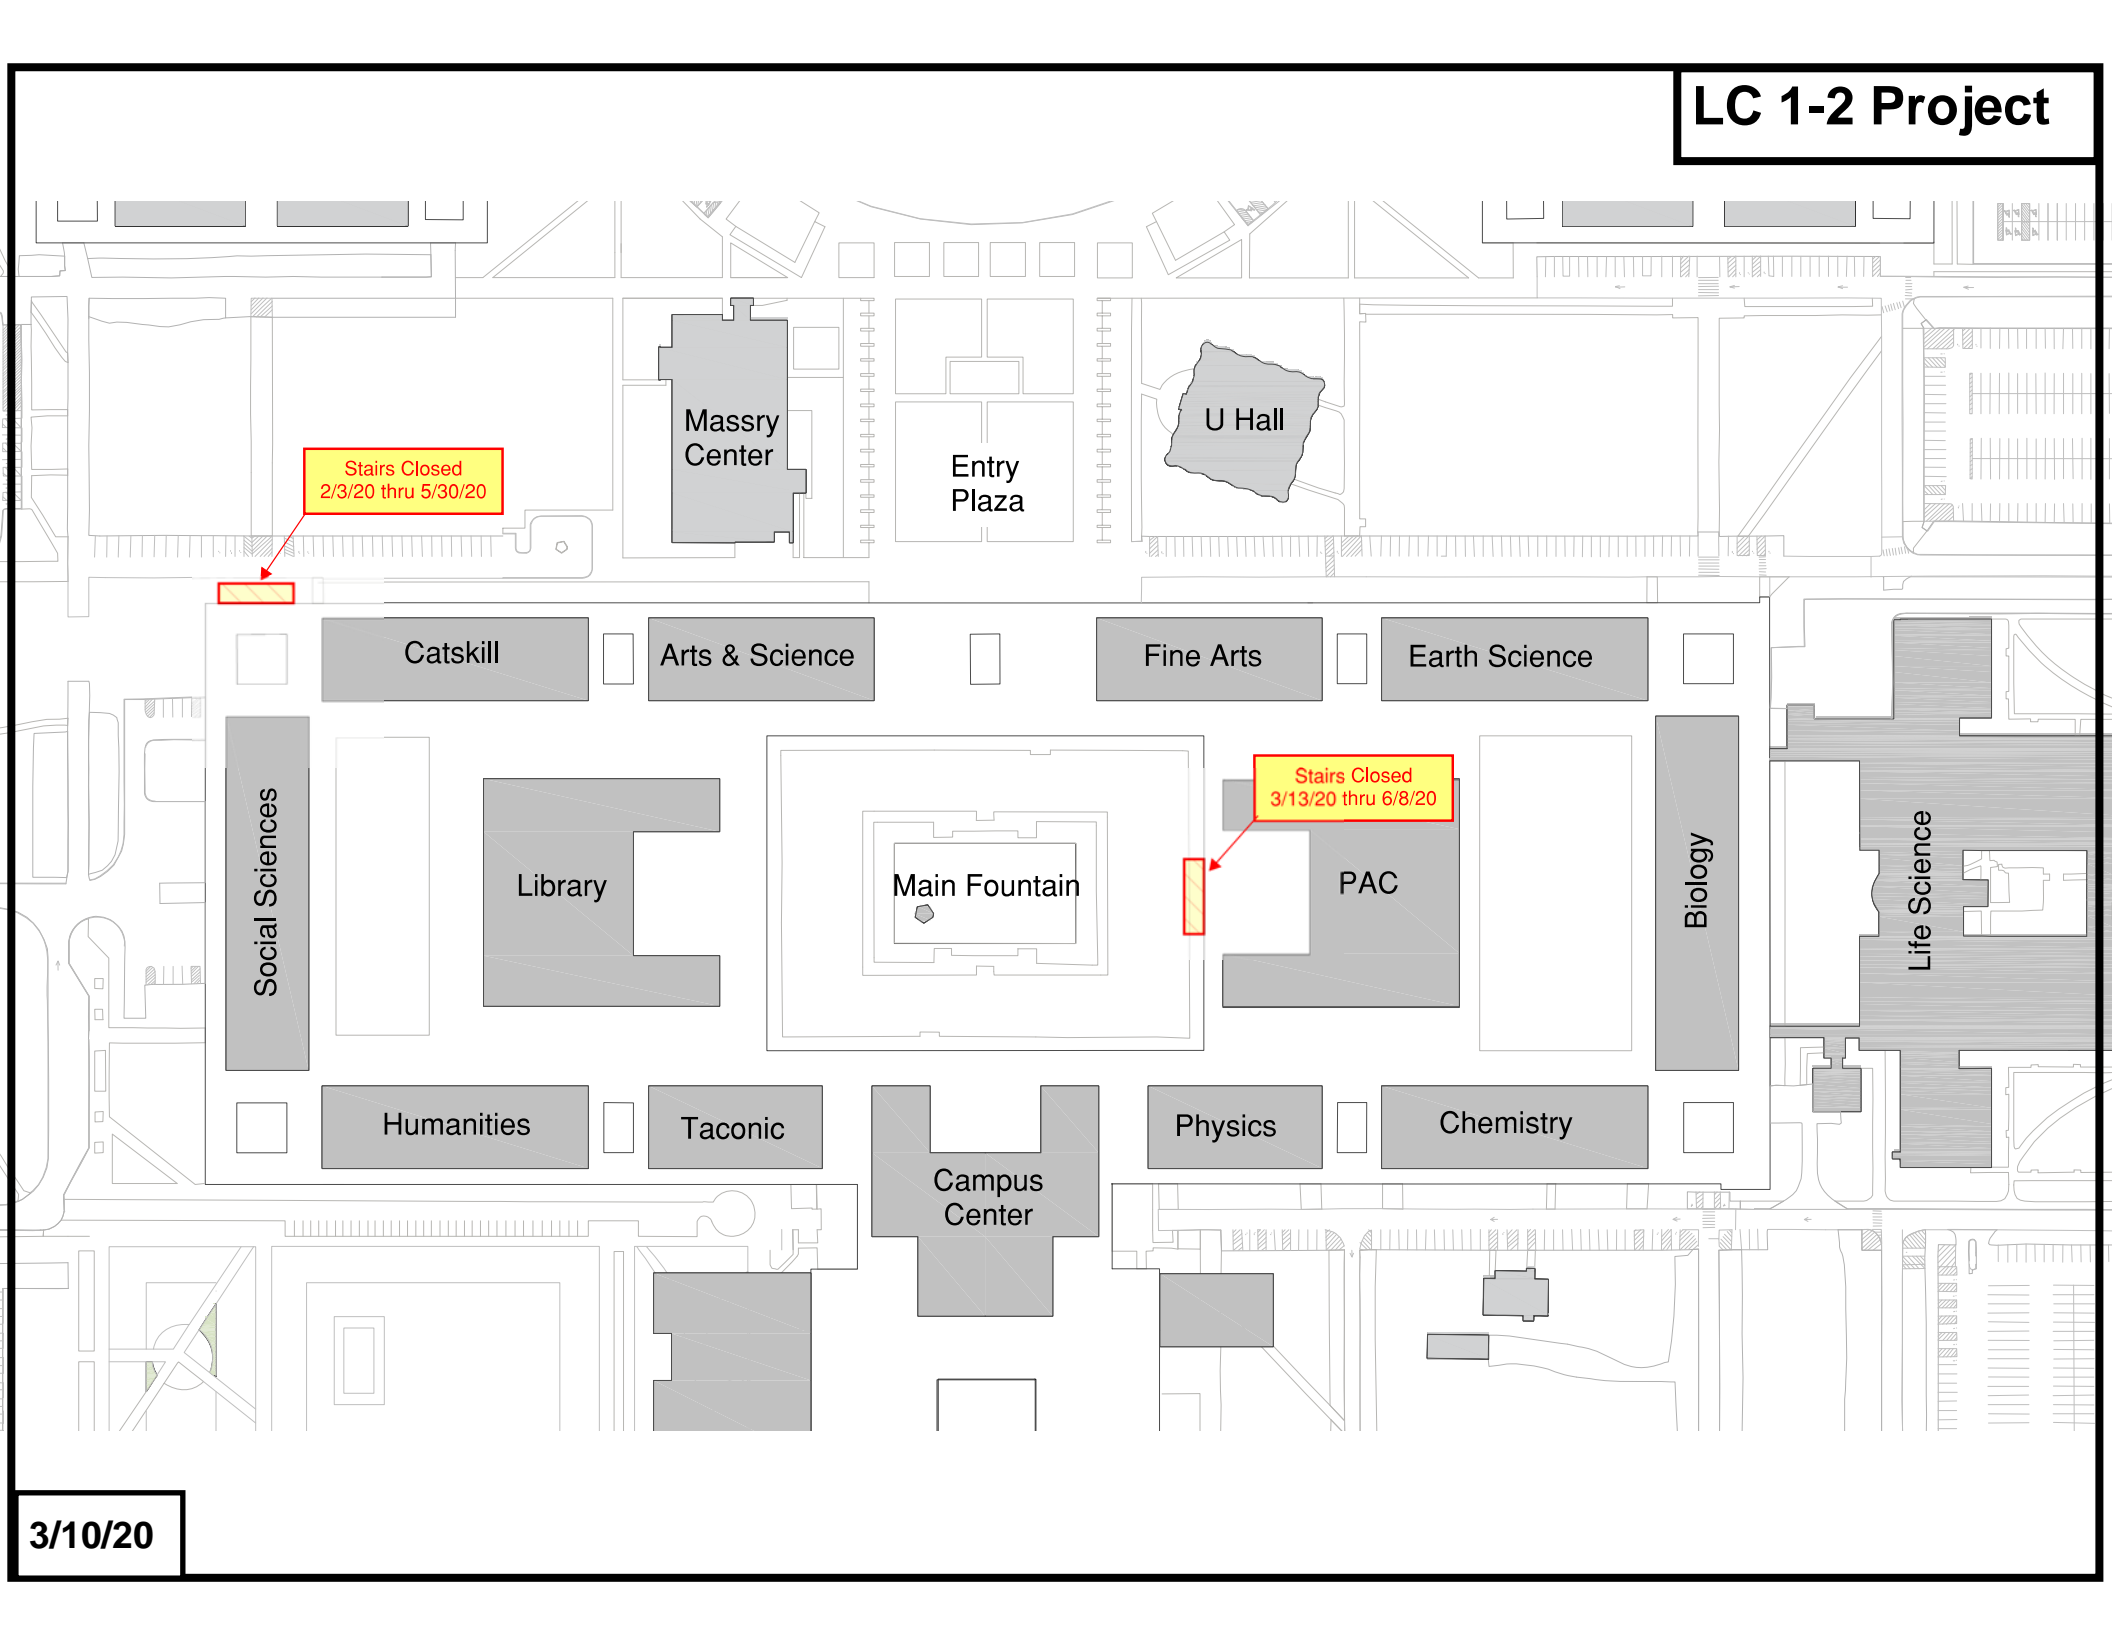 LC 1-2 Project
Massry
Center
U Hall
Entry
Plaza
Stairs Closed
2/3/20 thru 5/30/20
Catskill
Arts & Science
Fine Arts
Earth Science
Stairs Closed
3/13/20 thru 6/8/20
Social Sciences
Library
Main Fountain
PAC
Biology
Life Science
Humanities
Taconic
Campus
Center
Physics
Chemistry
3/10/20